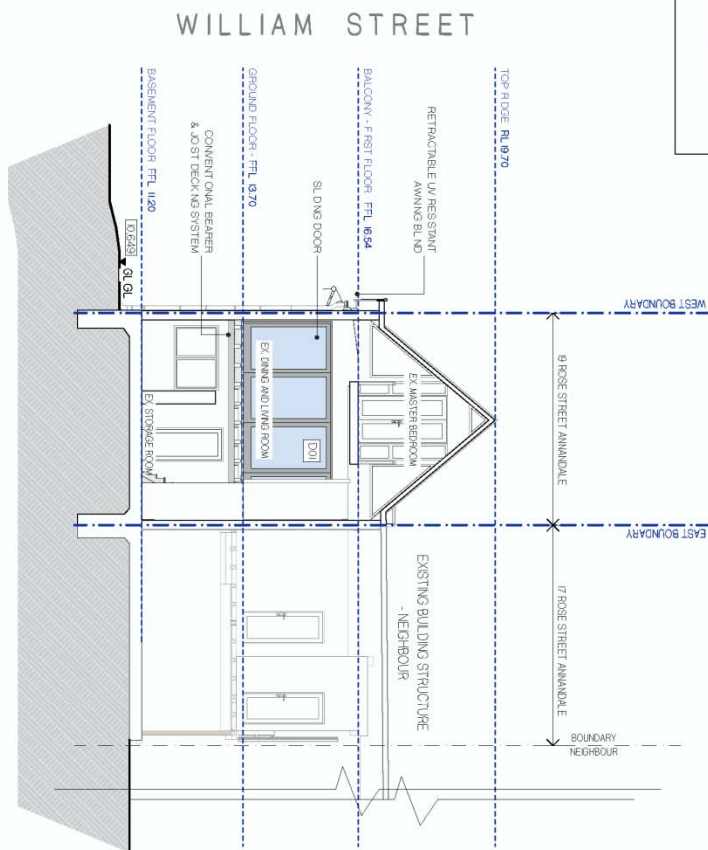 WILLIAM STREET
TOP RIDGE RL 19.70
BALCONY - FIRST FLOOR FFL 16.54
GROUND FLOOR - FFL 13.70
BASEMENT FLOOR FFL 11.20
RETRACTABLE UV RESISTANT
AWNING BLIND
SLIDING DOOR
CONVENTIONAL BEARER
& JOIST DECKING SYSTEM
10.649
GL GL
WEST BOUNDARY
19 ROSE STREET ANNANDALE
EX. MASTER BEDROOM
EX. DINING AND LIVING ROOM
D01
EX. STORAGE ROOM
EAST BOUNDARY
17 ROSE STREET ANNANDALE
EXISTING BUILDING STRUCTURE
- NEIGHBOUR
BOUNDARY
NEIGHBOUR